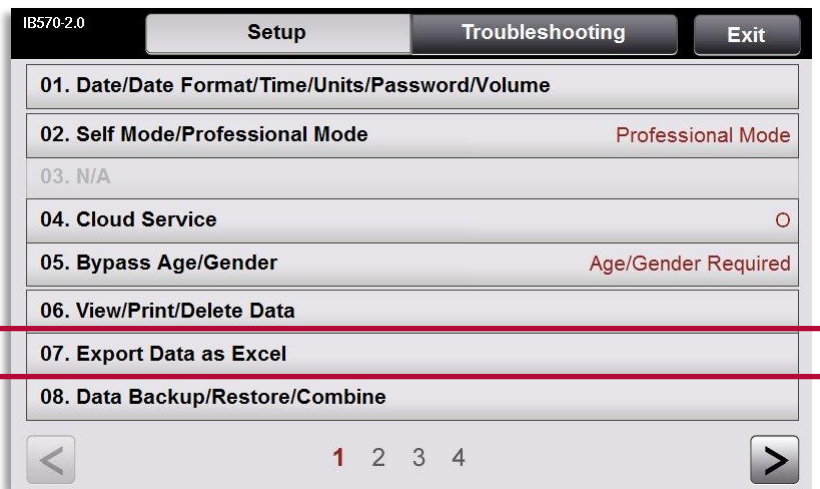 IB570-2.0
Setup Troubleshooting Exit
01. Date/Date Format/Time/Units/Password/Volume
02. Self Mode/Professional Mode Professional Mode
03. N/A
04. Cloud Service O
05. Bypass Age/Gender Age/Gender Required
06. View/Print/Delete Data
07. Export Data as Excel
08. Data Backup/Restore/Combine
< 1 2 3 4 >